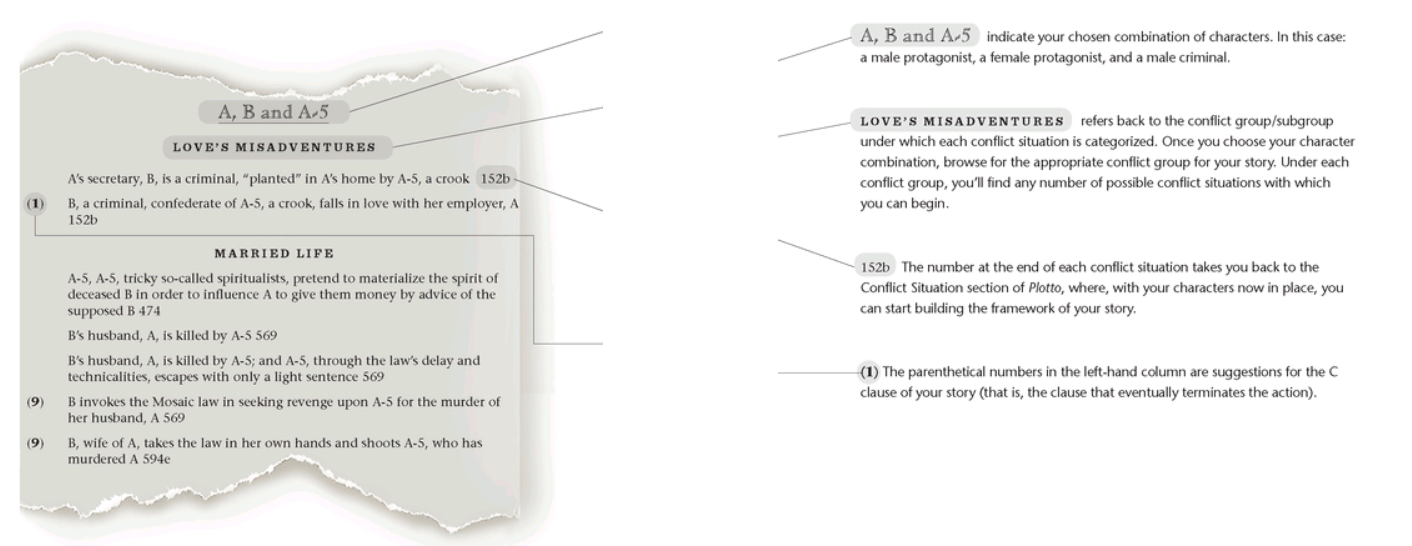 A, B and A-5
LOVE'S MISADVENTURES
A's secretary, B, is a criminal, “planted” in A's home by A-5, a crook 152b
(1) B, a criminal, confederate of A-5, a crook, falls in love with her employer, A
152b
MARRIED LIFE
A-5, A-5, tricky so-called spiritualists, pretend to materialize the spirit of
deceased B in order to influence A to give them money by advice of the
supposed B 474
B's husband, A, is killed by A-5 569
B's husband, A, is killed by A-5; and A-5, through the law's delay and
technicalities, escapes with only a light sentence 569
(9) B invokes the Mosaic law in seeking revenge upon A-5 for the murder of
her husband, A 569
(9) B, wife of A, takes the law in her own hands and shoots A-5, who has
murdered A 594e
A, B and A-5 indicate your chosen combination of characters. In this case:
a male protagonist, a female protagonist, and a male criminal.
LOVE'S MISADVENTURES refers back to the conflict group/subgroup
under which each conflict situation is categorized. Once you choose your character
combination, browse for the appropriate conflict group for your story. Under each
conflict group, you'll find any number of possible conflict situations with which
you can begin.
152b The number at the end of each conflict situation takes you back to the
Conflict Situation section of Plotto, where, with your characters now in place, you
can start building the framework of your story.
(1) The parenthetical numbers in the left-hand column are suggestions for the C
clause of your story (that is, the clause that eventually terminates the action).